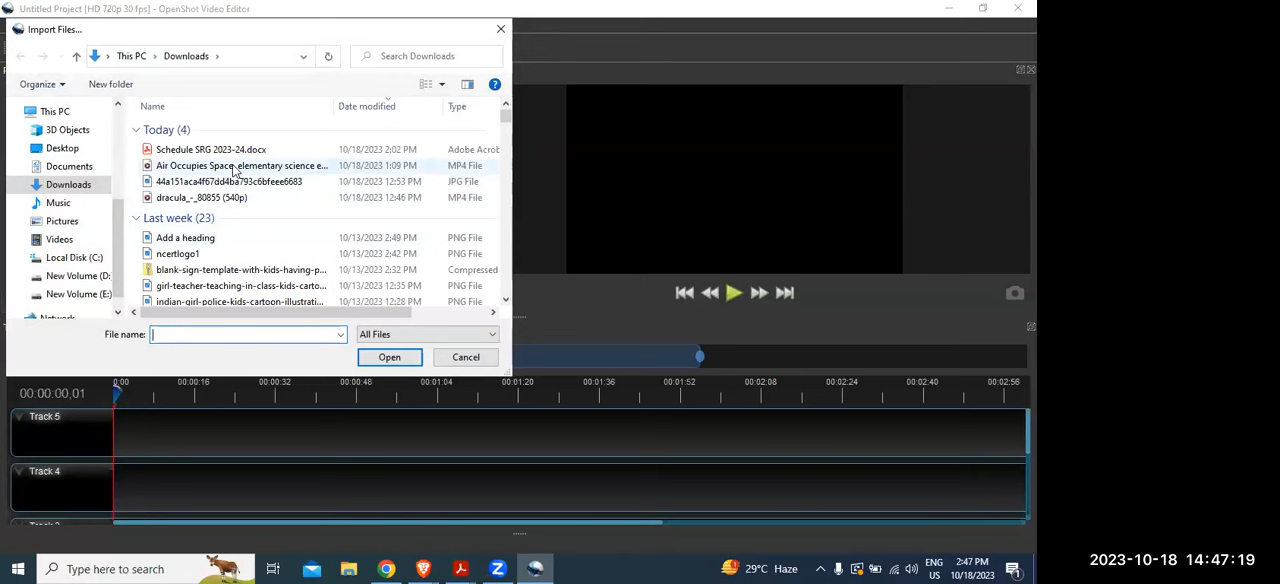 Untitled Project [HD 720p 30 fps] - OpenShot Video Editor
Import Files...
This PC
Downloads
Search Downloads
Organize
New folder
Name
Date modified
Type
This PC
3D Objects
Desktop
Documents
Downloads
Music
Pictures
Videos
Local Disk (C:)
New Volume (D:
New Volume (E:)
Network
Today (4)
Schedule SRG 2023-24.docx 10/18/2023 2:02 PM Adobe Acrob
Air Occupies Space elementary science e... 10/18/2023 1:09 PM MP4 File
44a151aca4f67dd4ba793c6bfeee6683 10/18/2023 12:53 PM JPG File
dracula_-_80855 (540p) 10/18/2023 12:46 PM MP4 File
Last week (23)
Add a heading 10/13/2023 2:49 PM PNG File
ncertlogo1 10/13/2023 2:42 PM PNG File
blank-sign-template-with-kids-having-p... 10/13/2023 2:32 PM Compressed
girl-teacher-teaching-in-class-kids-carto... 10/13/2023 12:35 PM PNG File
indian-girl-police-kids-cartoon-illustrati... 10/13/2023 12:28 PM PNG File
File name:
All Files
Open
Cancel
00:00:00,01
0:00 00:00:16 00:00:32 00:00:48 00:01:04 00:01:20 00:01:36 00:01:52 00:02:08 00:02:24 00:02:40 00:02:56
Track 5
Track 4
Track 3
Type here to search
29°C Haze
ENG
US
2:47 PM
10/18/2023
1
2023-10-18 14:47:19